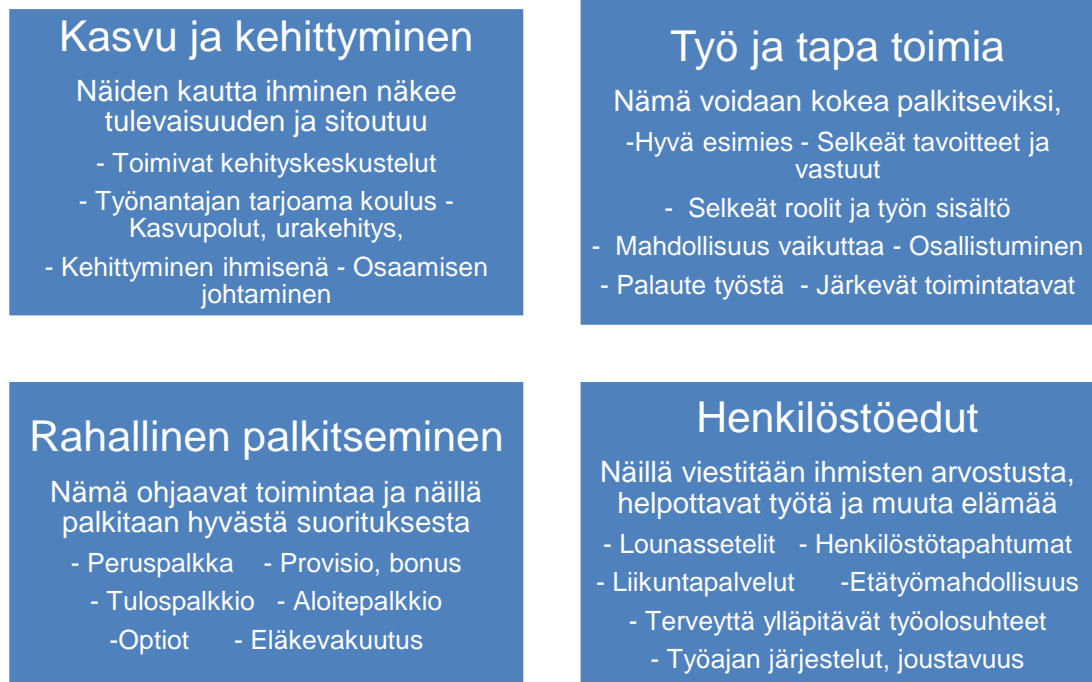 Kasvu ja kehittyminen
Näiden kautta ihminen näkee
tulevaisuuden ja sitoutuu
- Toimivat kehityskeskustelut
- Työnantajan tarjoama koulus -
Kasvupolut, urakehitys,
- Kehittyminen ihmisenä - Osaamisen
johtaminen
Työ ja tapa toimia
Nämä voidaan kokea palkitseviksi,
-Hyvä esimies - Selkeät tavoitteet ja
vastuut
- Selkeät roolit ja työn sisältö
- Mahdollisuus vaikuttaa - Osallistuminen
- Palaute työstä - Järkevät toimintatavat
Rahallinen palkitseminen
Nämä ohjaavat toimintaa ja näillä
palkitaan hyvästä suorituksesta
- Peruspalkka - Provisio, bonus
- Tulospalkkio - Aloitepalkkio
-Optiot - Eläkevakuutus
Henkilöstöedut
Näillä viestitään ihmisten arvostusta,
helpottavat työtä ja muuta elämää
- Lounassetelit - Henkilöstötapahtumat
- Liikuntapalvelut -Etätyömahdollisuus
- Terveyttä ylläpitävät työolosuhteet
- Työajan järjestelut, joustavuus